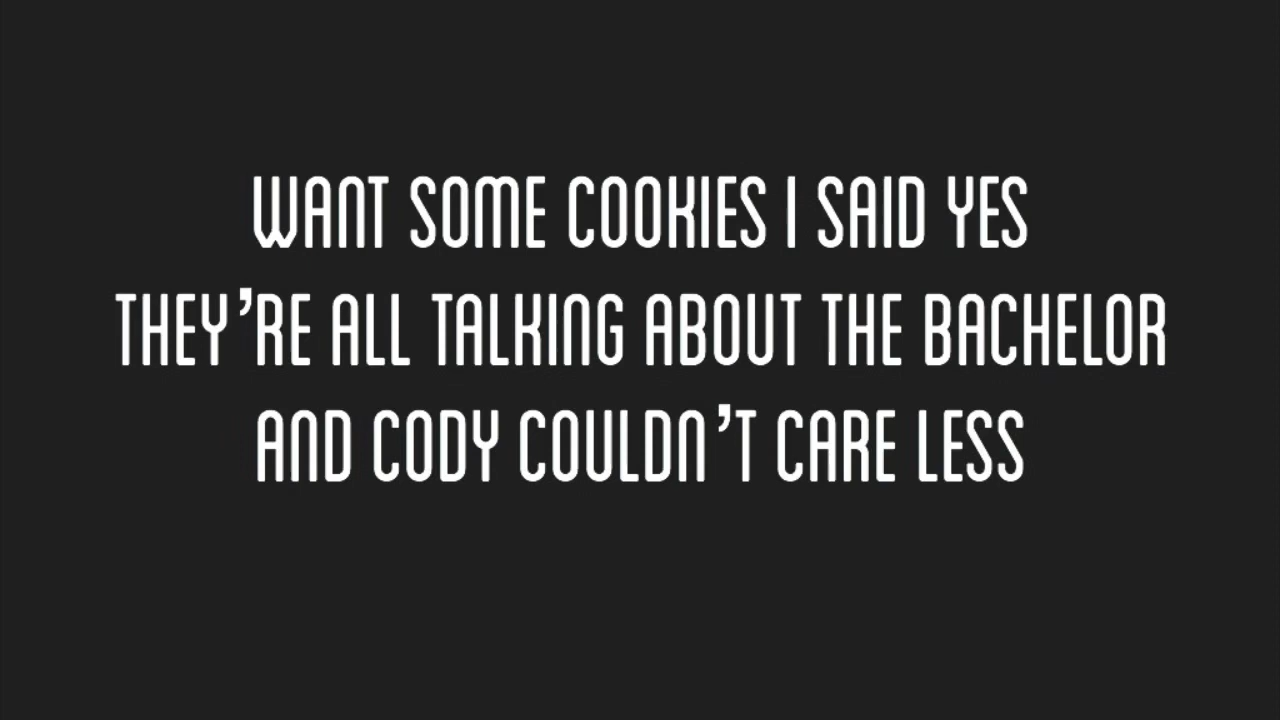 WANT SOME COOKIES I SAID YES
THEY'RE ALL TALKING ABOUT THE BACHELOR
AND CODY COULDN'T CARE LESS